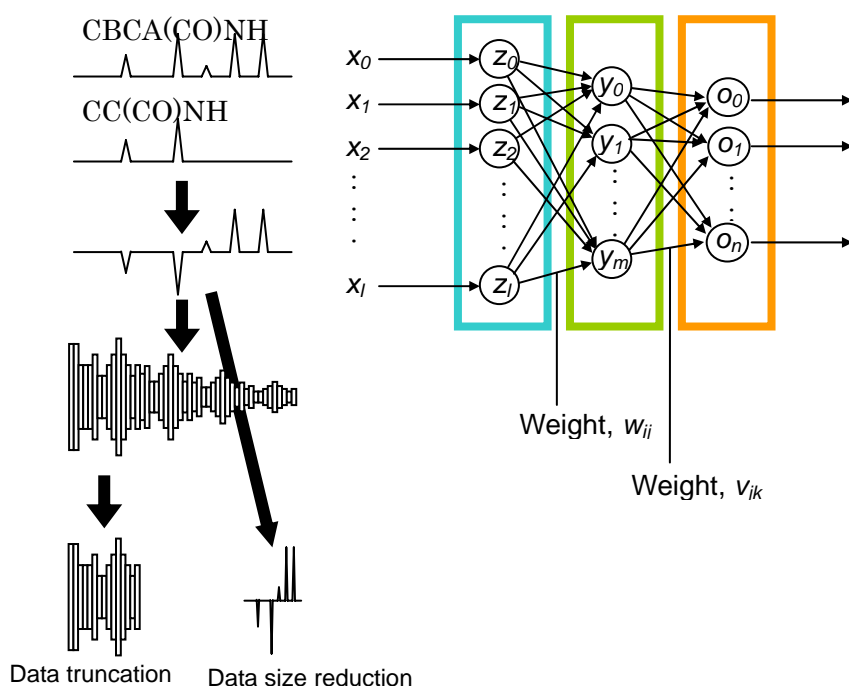 CBCA(CO)NH
CC(CO)NH
Data truncation
Data size reduction
x0
x1
x2
xl
z0
z1
z2
zl
y0
y1
ym
o0
o1
on
Weight, wij
Weight, vik